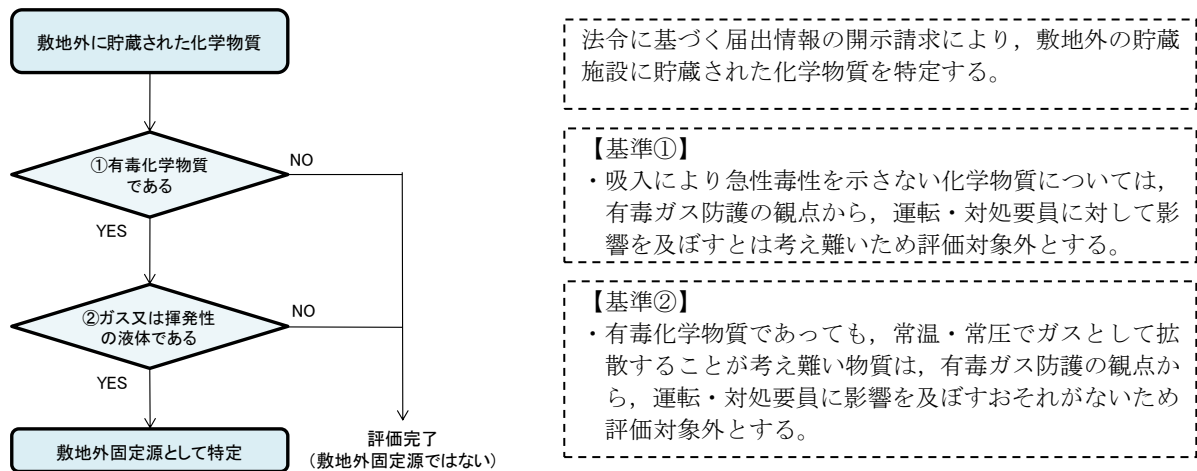 敷地外に貯蔵された化学物質
①有毒化学物質
である
NO
YES
②ガス又は揮発性
の液体である
NO
YES
敷地外固定源として特定
評価完了
（敷地外固定源ではない）
法令に基づく届出情報の開示請求により，敷地外の貯蔵
施設に貯蔵された化学物質を特定する。
【基準①】
・吸入により急性毒性を示さない化学物質については，
有毒ガス防護の観点から，運転・対処要員に対して影
響を及ぼすとは考え難いため評価対象外とする。
【基準②】
・有毒化学物質であっても，常温・常圧でガスとして拡
散することが考え難い物質は，有毒ガス防護の観点か
ら，運転・対処要員に影響を及ぼすおそれがないため
評価対象外とする。